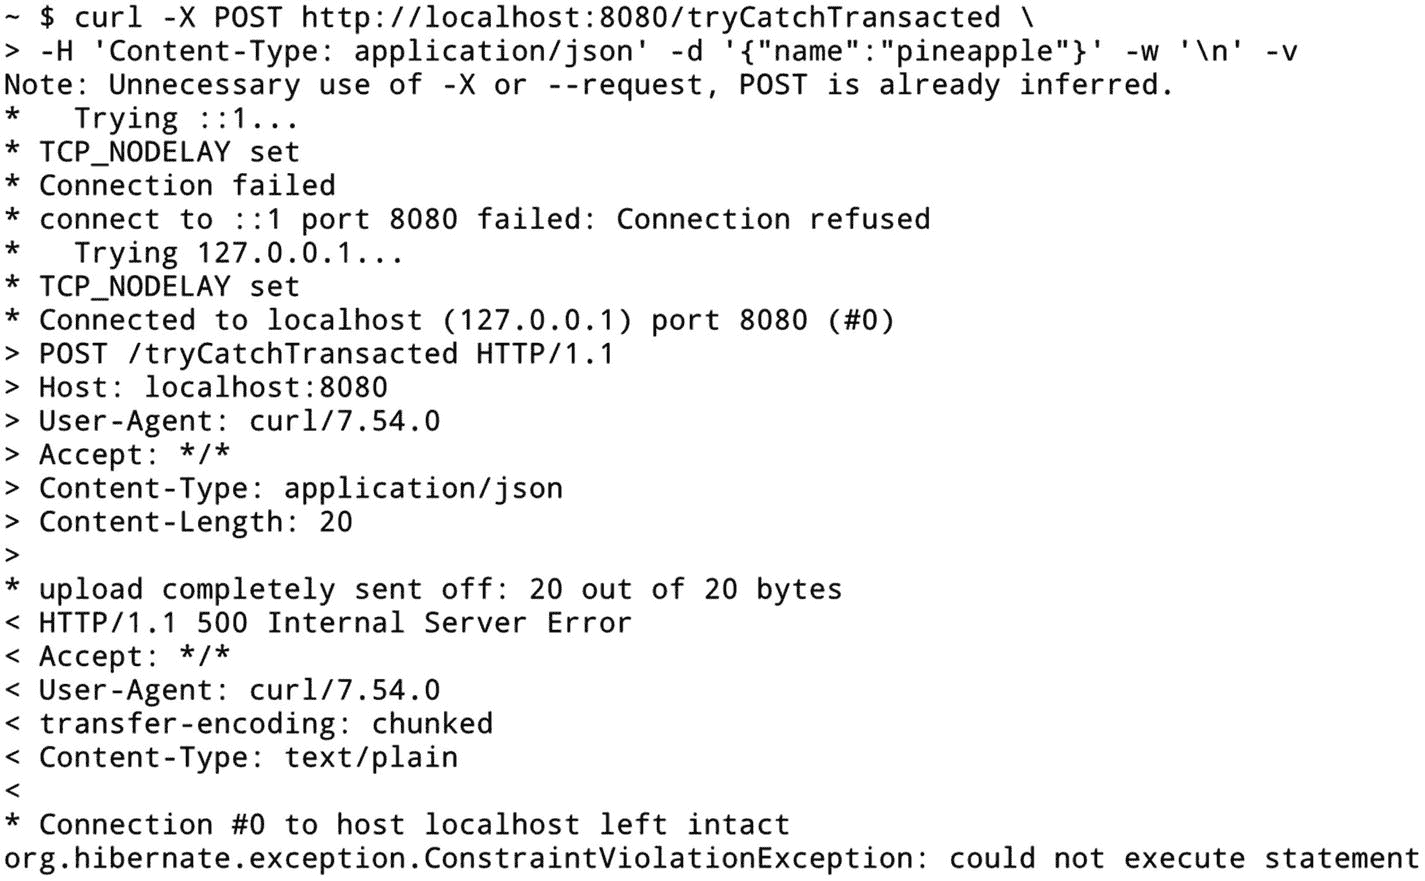 ~ $ curl -X POST http://localhost:8080/tryCatchTransacted \
> -H 'Content-Type: application/json' -d '{"name":"pineapple"}' -w '\n' -v
Note: Unnecessary use of -X or --request, POST is already inferred.
*   Trying ::1...
* TCP_NODELAY set
* Connection failed
* connect to ::1 port 8080 failed: Connection refused
*   Trying 127.0.0.1...
* TCP_NODELAY set
* Connected to localhost (127.0.0.1) port 8080 (#0)
> POST /tryCatchTransacted HTTP/1.1
> Host: localhost:8080
> User-Agent: curl/7.54.0
> Accept: */*
> Content-Type: application/json
> Content-Length: 20
>
* upload completely sent off: 20 out of 20 bytes
< HTTP/1.1 500 Internal Server Error
< Accept: */*
< User-Agent: curl/7.54.0
< transfer-encoding: chunked
< Content-Type: text/plain
<
* Connection #0 to host localhost left intact
org.hibernate.exception.ConstraintViolationException: could not execute statement